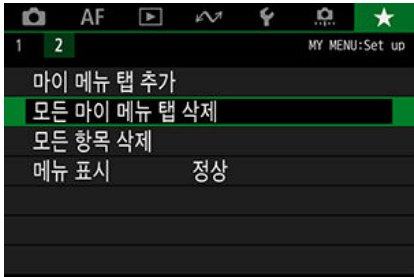 AF
1 2 MY MENU:Set up
마이 메뉴 탭 추가
모든 마이 메뉴 탭 삭제
모든 항목 삭제
메뉴 표시 정상